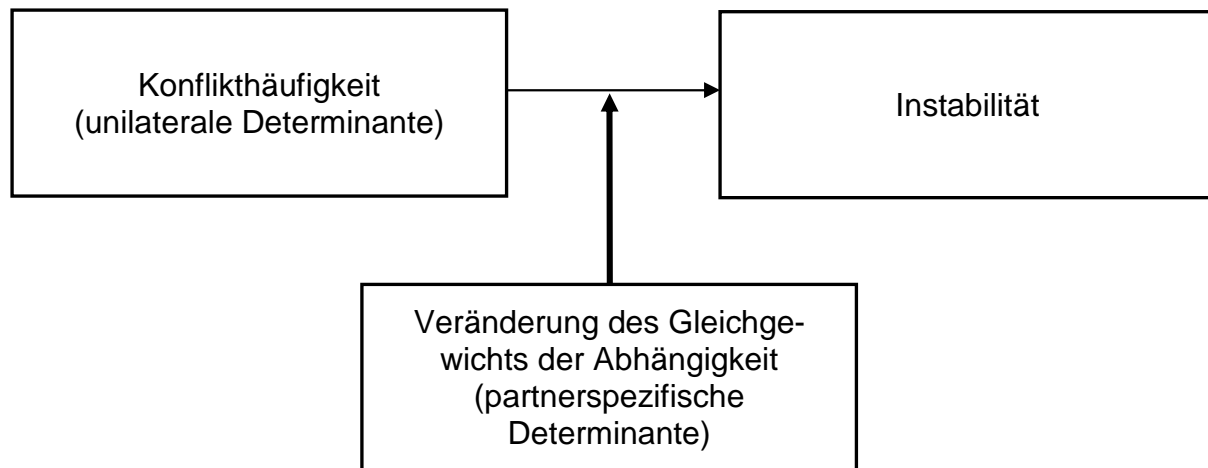 Konflikthäufigkeit
(unilaterale Determinante)
Instabilität
Veränderung des Gleichge-
wichts der Abhängigkeit
(partnerspezifische
Determinante)